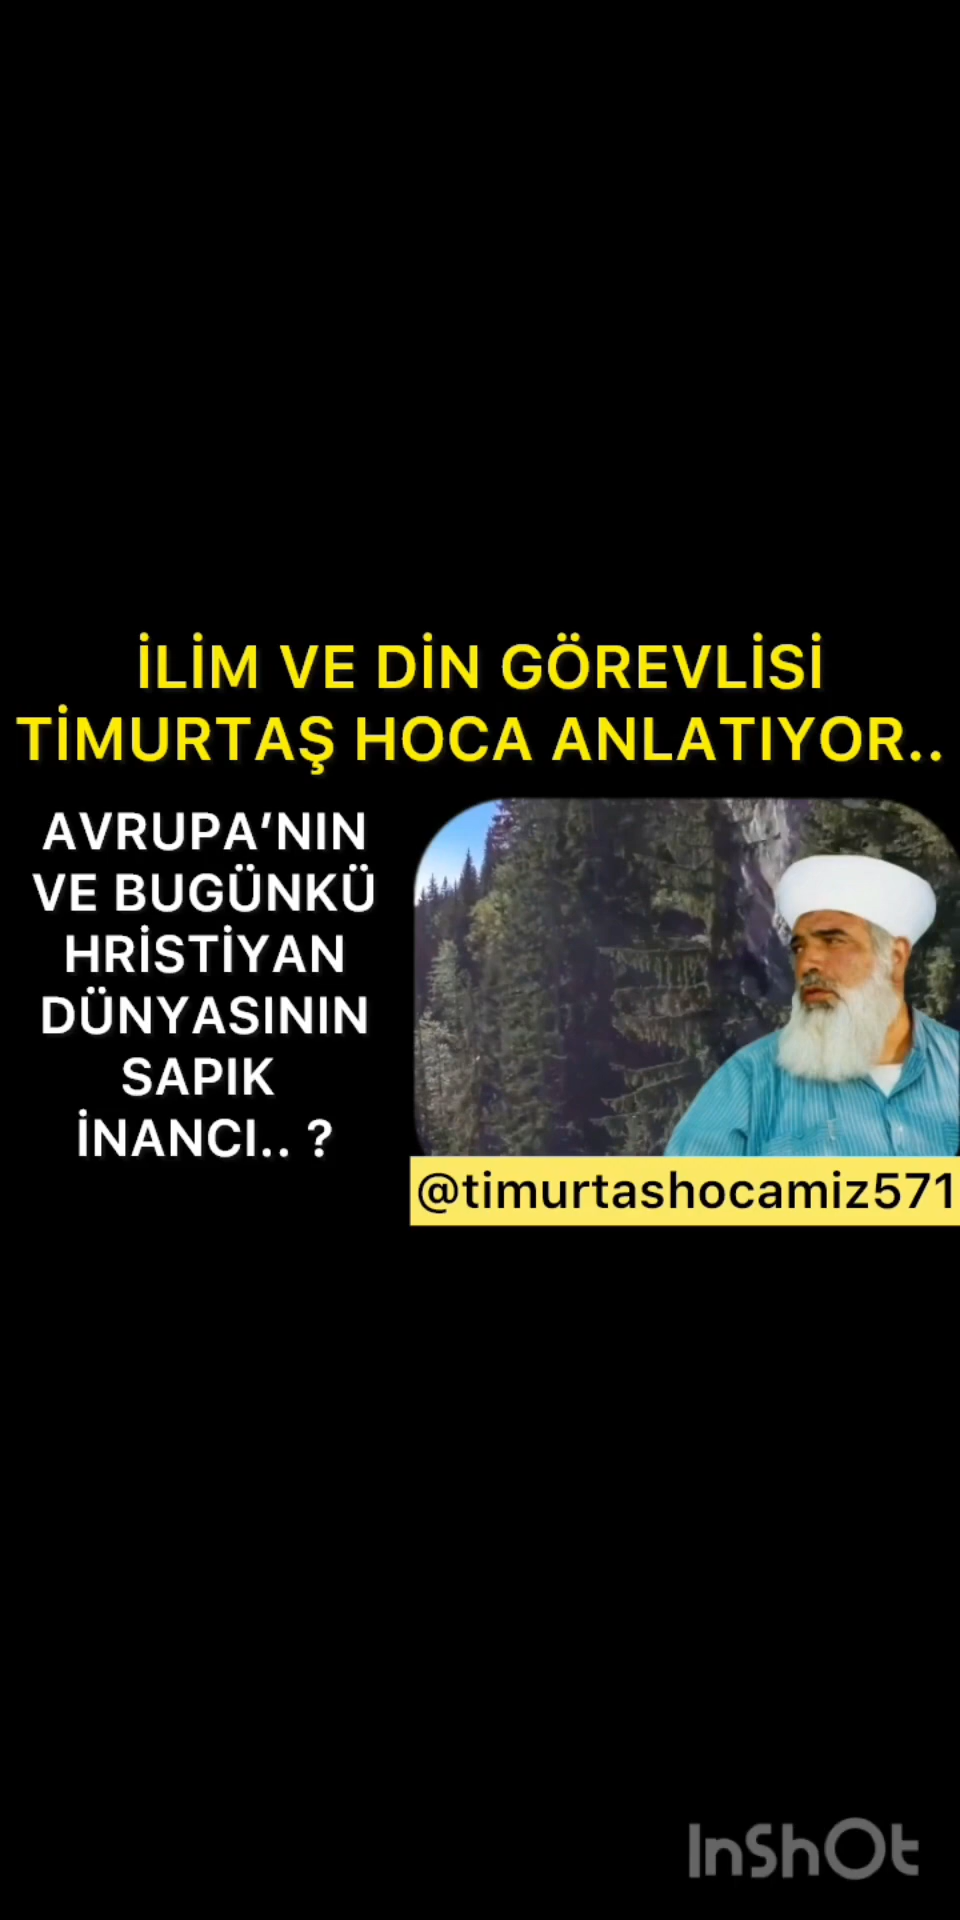 İLİM VE DİN GÖREVLİSİ
TİMURTAŞ HOCA ANLATIYOR..
AVRUPA’NIN
VE BUGÜNKÜ
HRİSTİYAN
DÜNYASININ
SAPIK
İNANCI.. ?
@timurtashocamiz571
InShOt